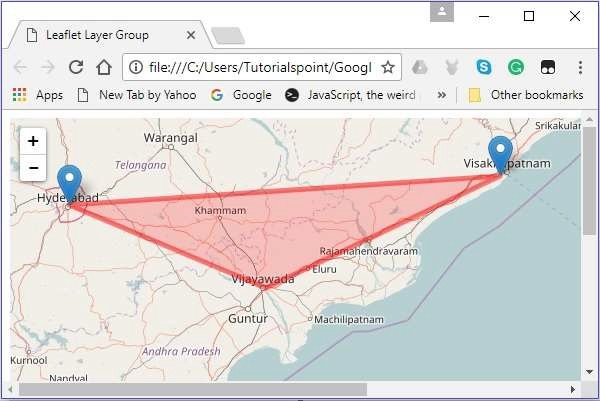 Leaflet Layer Group
file:///C:/Users/Tutorialspoint/Googl
Apps
New Tab by Yahoo
Google
JavaScript, the weird
Other bookmarks
+
−
Srikakular
Warangal
Telangana
Visakhapatnam
Hyderabad
Khammam
Rajamahendravaram
Eluru
Vijayawada
Guntur
Machilipatnam
Andhra Pradesh
Kurnool
Nandyal